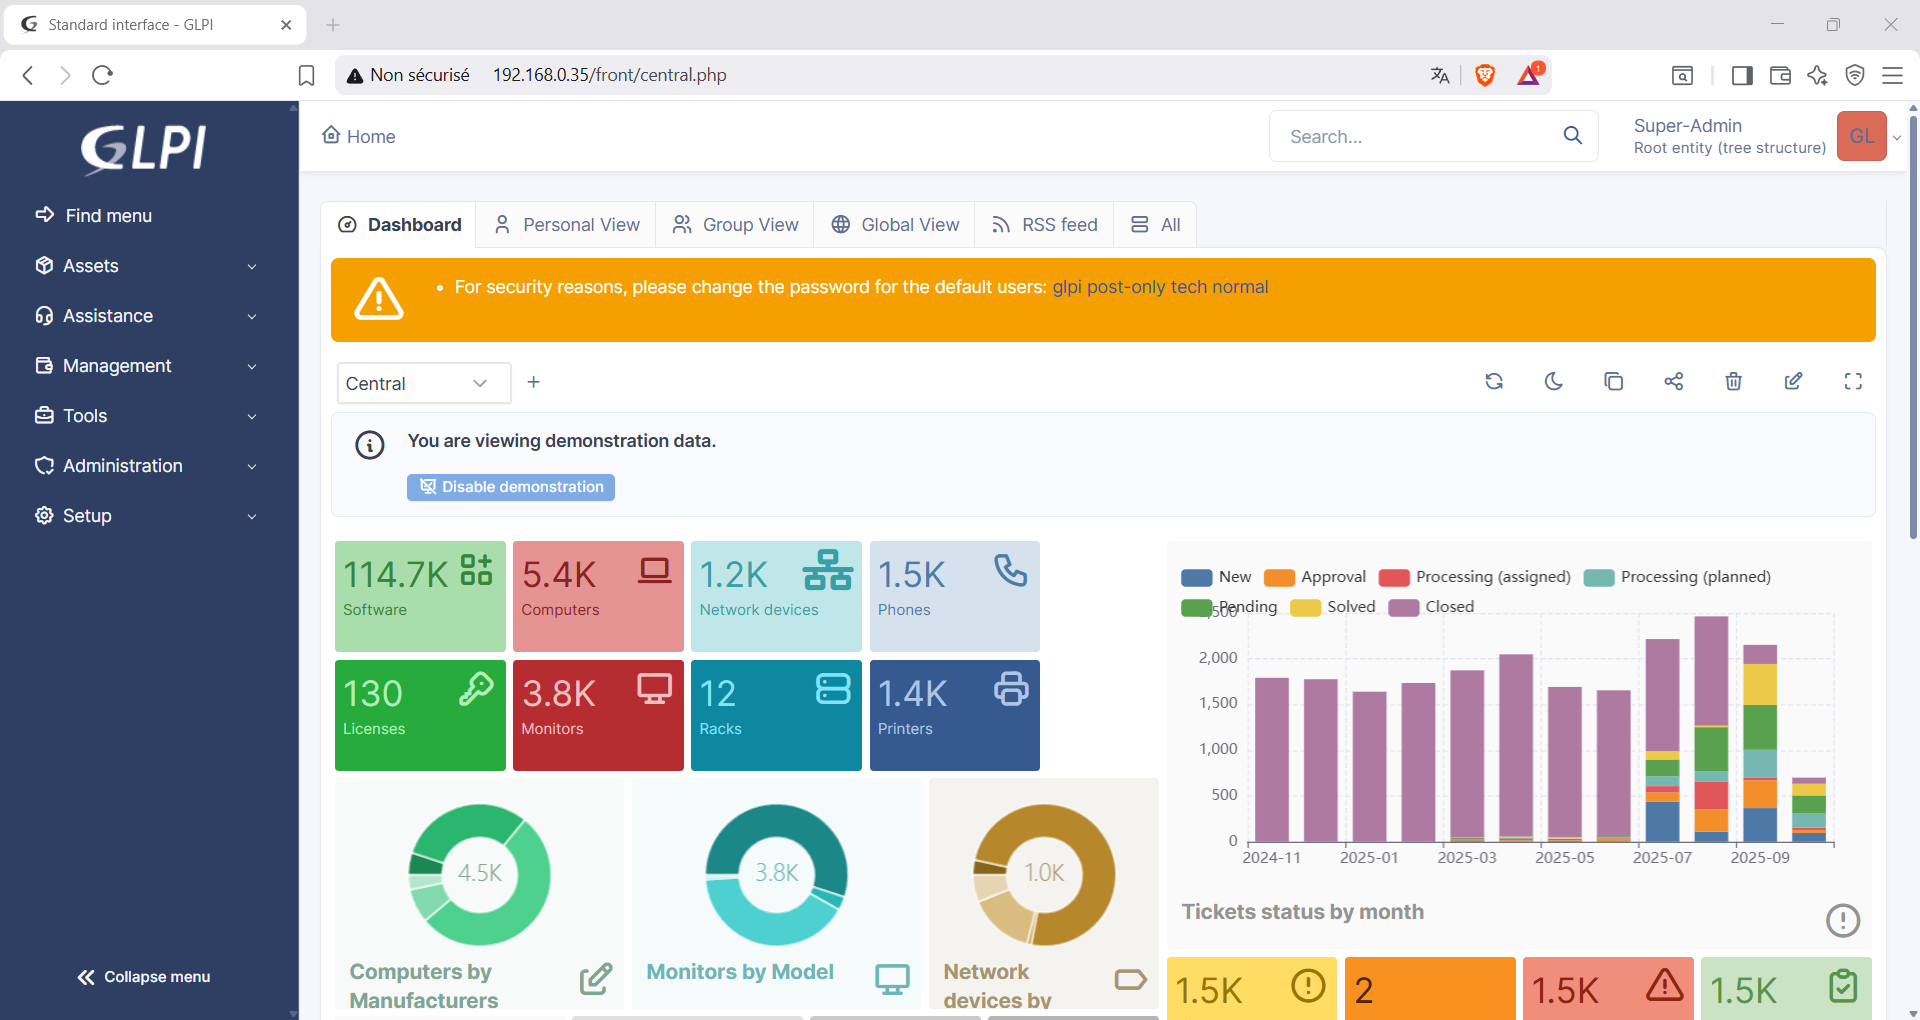 Standard interface - GLPI
Non sécurisé 192.168.0.35/front/central.php
1
GLPI
Find menu
Assets
Assistance
Management
Tools
Administration
Setup
Collapse menu
Home
Search...
Super-Admin
Root entity (tree structure)
GL
Dashboard
Personal View
Group View
Global View
RSS feed
All
• For security reasons, please change the password for the default users: glpi post-only tech normal
Central
You are viewing demonstration data.
Disable demonstration
114.7K
Software
5.4K
Computers
1.2K
Network devices
1.5K
Phones
130
Licenses
3.8K
Monitors
12
Racks
1.4K
Printers
4.5K
Computers by
Manufacturers
3.8K
Monitors by Model
1.0K
Network
devices by
New Approval Processing (assigned) Processing (planned)
Pending Solved Closed
2,000
1,500
1,000
500
0
2024-11 2025-01 2025-03 2025-05 2025-07 2025-09
Tickets status by month
1.5K
2
1.5K
1.5K